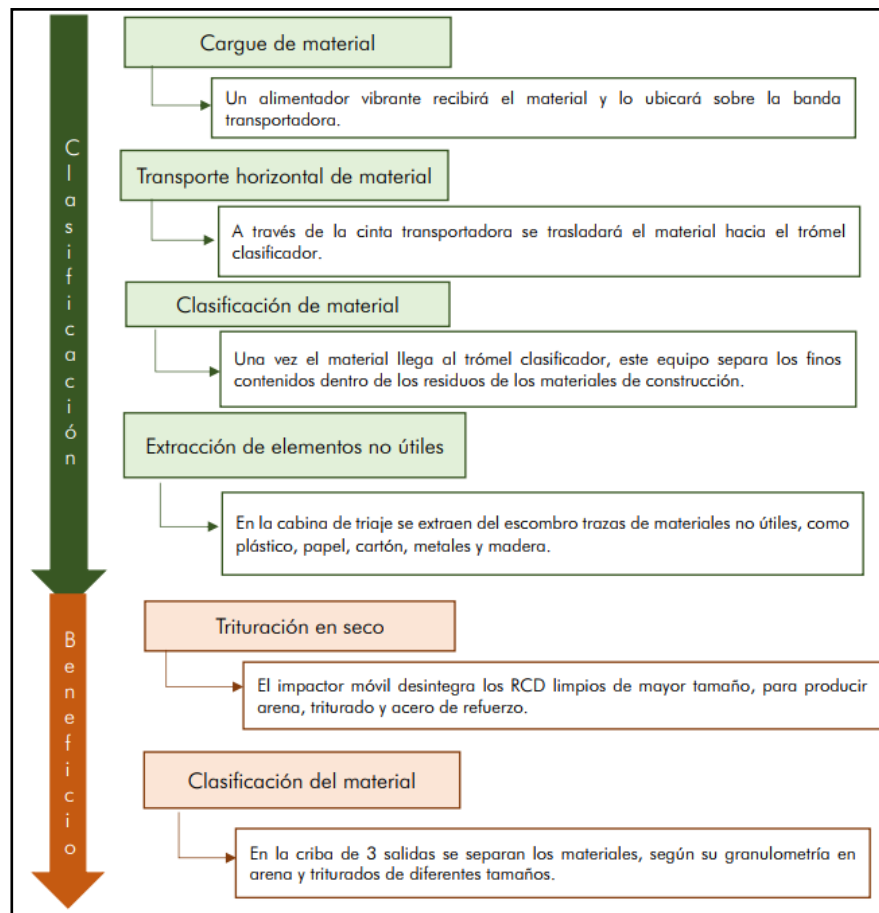 Clasificación
Cargue de material
Un alimentador vibrante recibirá el material y lo ubicará sobre la banda
transportadora.
Transporte horizontal de material
A través de la cinta transportadora se trasladará el material hacia el trómel
clasificador.
Clasificación de material
Una vez el material llega al trómel clasificador, este equipo separa los finos
contenidos dentro de los residuos de los materiales de construcción.
Extracción de elementos no útiles
En la cabina de triaje se extraen del escombro trazas de materiales no útiles, como
plástico, papel, cartón, metales y madera.
Beneficio
Trituración en seco
El impactor móvil desintegra los RCD limpios de mayor tamaño, para producir
arena, triturado y acero de refuerzo.
Clasificación del material
En la criba de 3 salidas se separan los materiales, según su granulometría en
arena y triturados de diferentes tamaños.